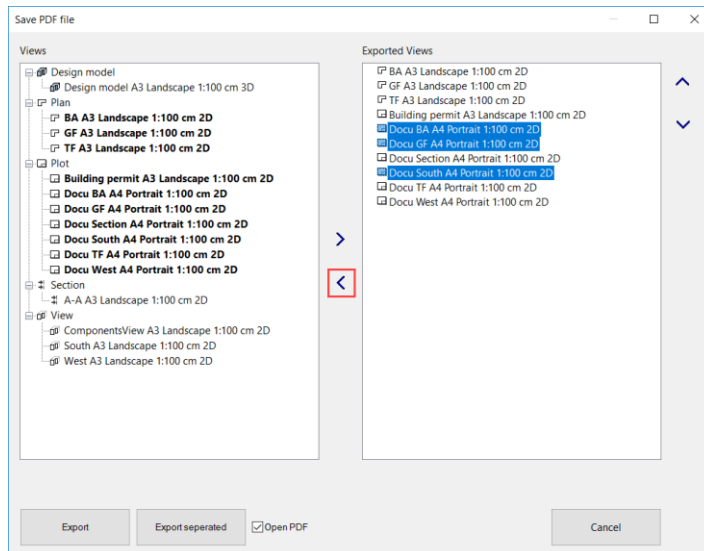 Save PDF file
Views
Design model
Design model A3 Landscape 1:100 cm 3D
Plan
BA A3 Landscape 1:100 cm 2D
GF A3 Landscape 1:100 cm 2D
TF A3 Landscape 1:100 cm 2D
Plot
Building permit A3 Landscape 1:100 cm 2D
Docu BA A4 Portrait 1:100 cm 2D
Docu GF A4 Portrait 1:100 cm 2D
Docu Section A4 Portrait 1:100 cm 2D
Docu South A4 Portrait 1:100 cm 2D
Docu TF A4 Portrait 1:100 cm 2D
Docu West A4 Portrait 1:100 cm 2D
Section
A-A A3 Landscape 1:100 cm 2D
View
ComponentsView A3 Landscape 1:100 cm 2D
South A3 Landscape 1:100 cm 2D
West A3 Landscape 1:100 cm 2D
Exported Views
BA A3 Landscape 1:100 cm 2D
GF A3 Landscape 1:100 cm 2D
TF A3 Landscape 1:100 cm 2D
Building permit A3 Landscape 1:100 cm 2D
Docu BA A4 Portrait 1:100 cm 2D
Docu GF A4 Portrait 1:100 cm 2D
Docu Section A4 Portrait 1:100 cm 2D
Docu South A4 Portrait 1:100 cm 2D
Docu TF A4 Portrait 1:100 cm 2D
Docu West A4 Portrait 1:100 cm 2D
Export
Export seperated
Open PDF
Cancel